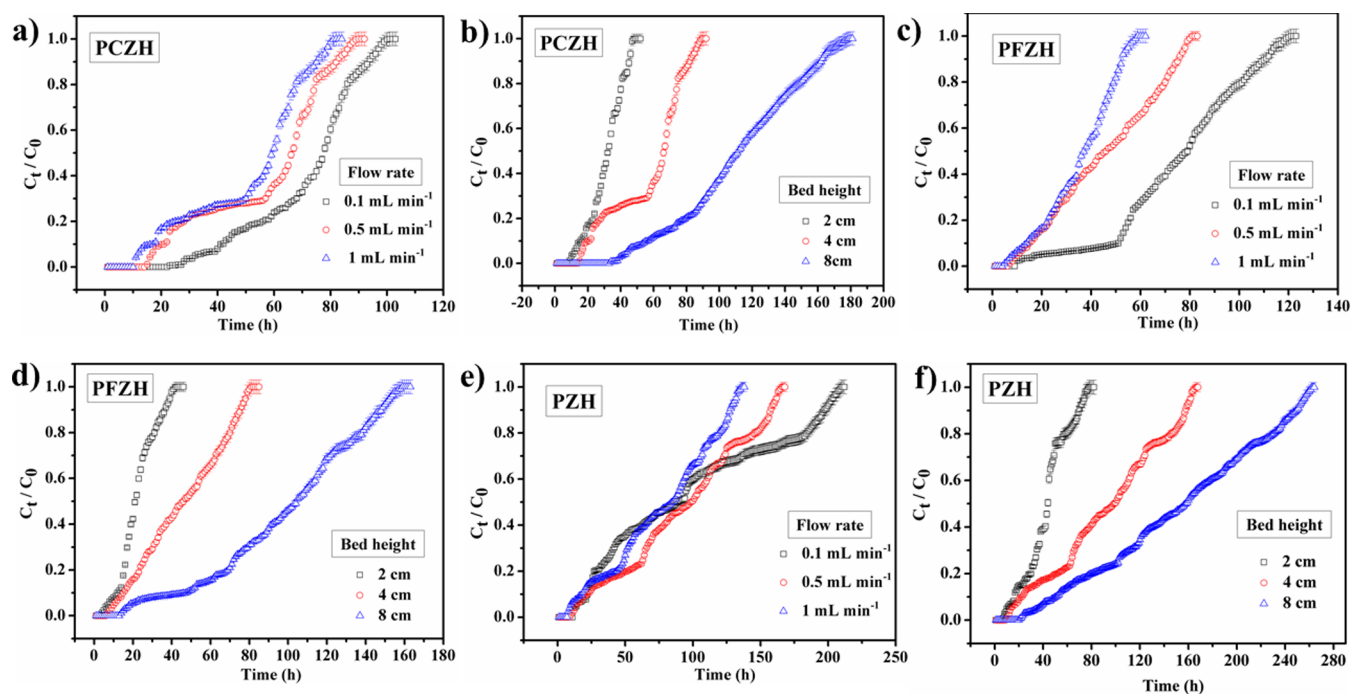 a)
PCZH
Ct / C0
1.0
0.8
0.6
0.4
0.2
0.0
Flow rate
0.1 mL min-1
0.5 mL min-1
1 mL min-1
0 20 40 60 80 100 120
Time (h)
b)
PCZH
Ct / C0
1.0
0.8
0.6
0.4
0.2
0.0
Bed height
2 cm
4 cm
8cm
-20 0 20 40 60 80 100 120 140 160 180 200
Time (h)
c)
PFZH
Ct / C0
1.0
0.8
0.6
0.4
0.2
0.0
Flow rate
0.1 mL min-1
0.5 mL min-1
1 mL min-1
0 20 40 60 80 100 120 140
Time (h)
d)
PFZH
Ct / C0
1.0
0.8
0.6
0.4
0.2
0.0
Bed height
2 cm
4 cm
8 cm
0 20 40 60 80 100 120 140 160 180
Time (h)
e)
PZH
Ct / C0
1.0
0.8
0.6
0.4
0.2
0.0
Flow rate
0.1 mL min-1
0.5 mL min-1
1 mL min-1
0 50 100 150 200 250
Time (h)
f)
PZH
Ct / C0
1.0
0.8
0.6
0.4
0.2
0.0
Bed height
2 cm
4 cm
8 cm
0 40 80 120 160 200 240 280
Time (h)